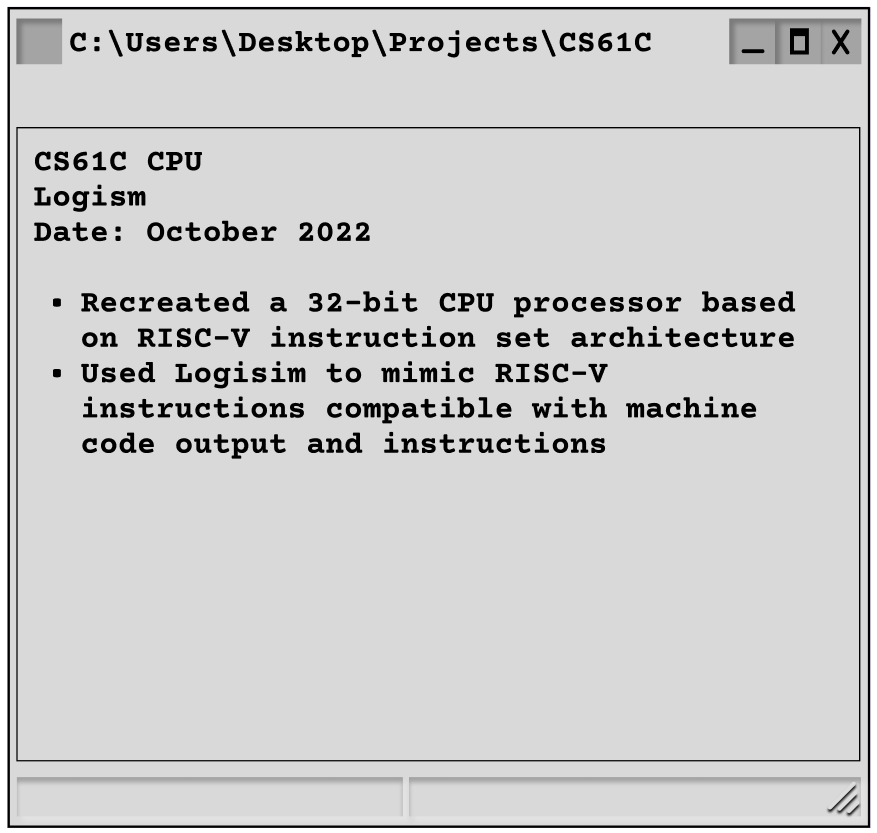 C:\Users\Desktop\Projects\CS61C
CS61C CPU
Logism
Date: October 2022
• Recreated a 32-bit CPU processor based
on RISC-V instruction set architecture
• Used Logisim to mimic RISC-V
instructions compatible with machine
code output and instructions